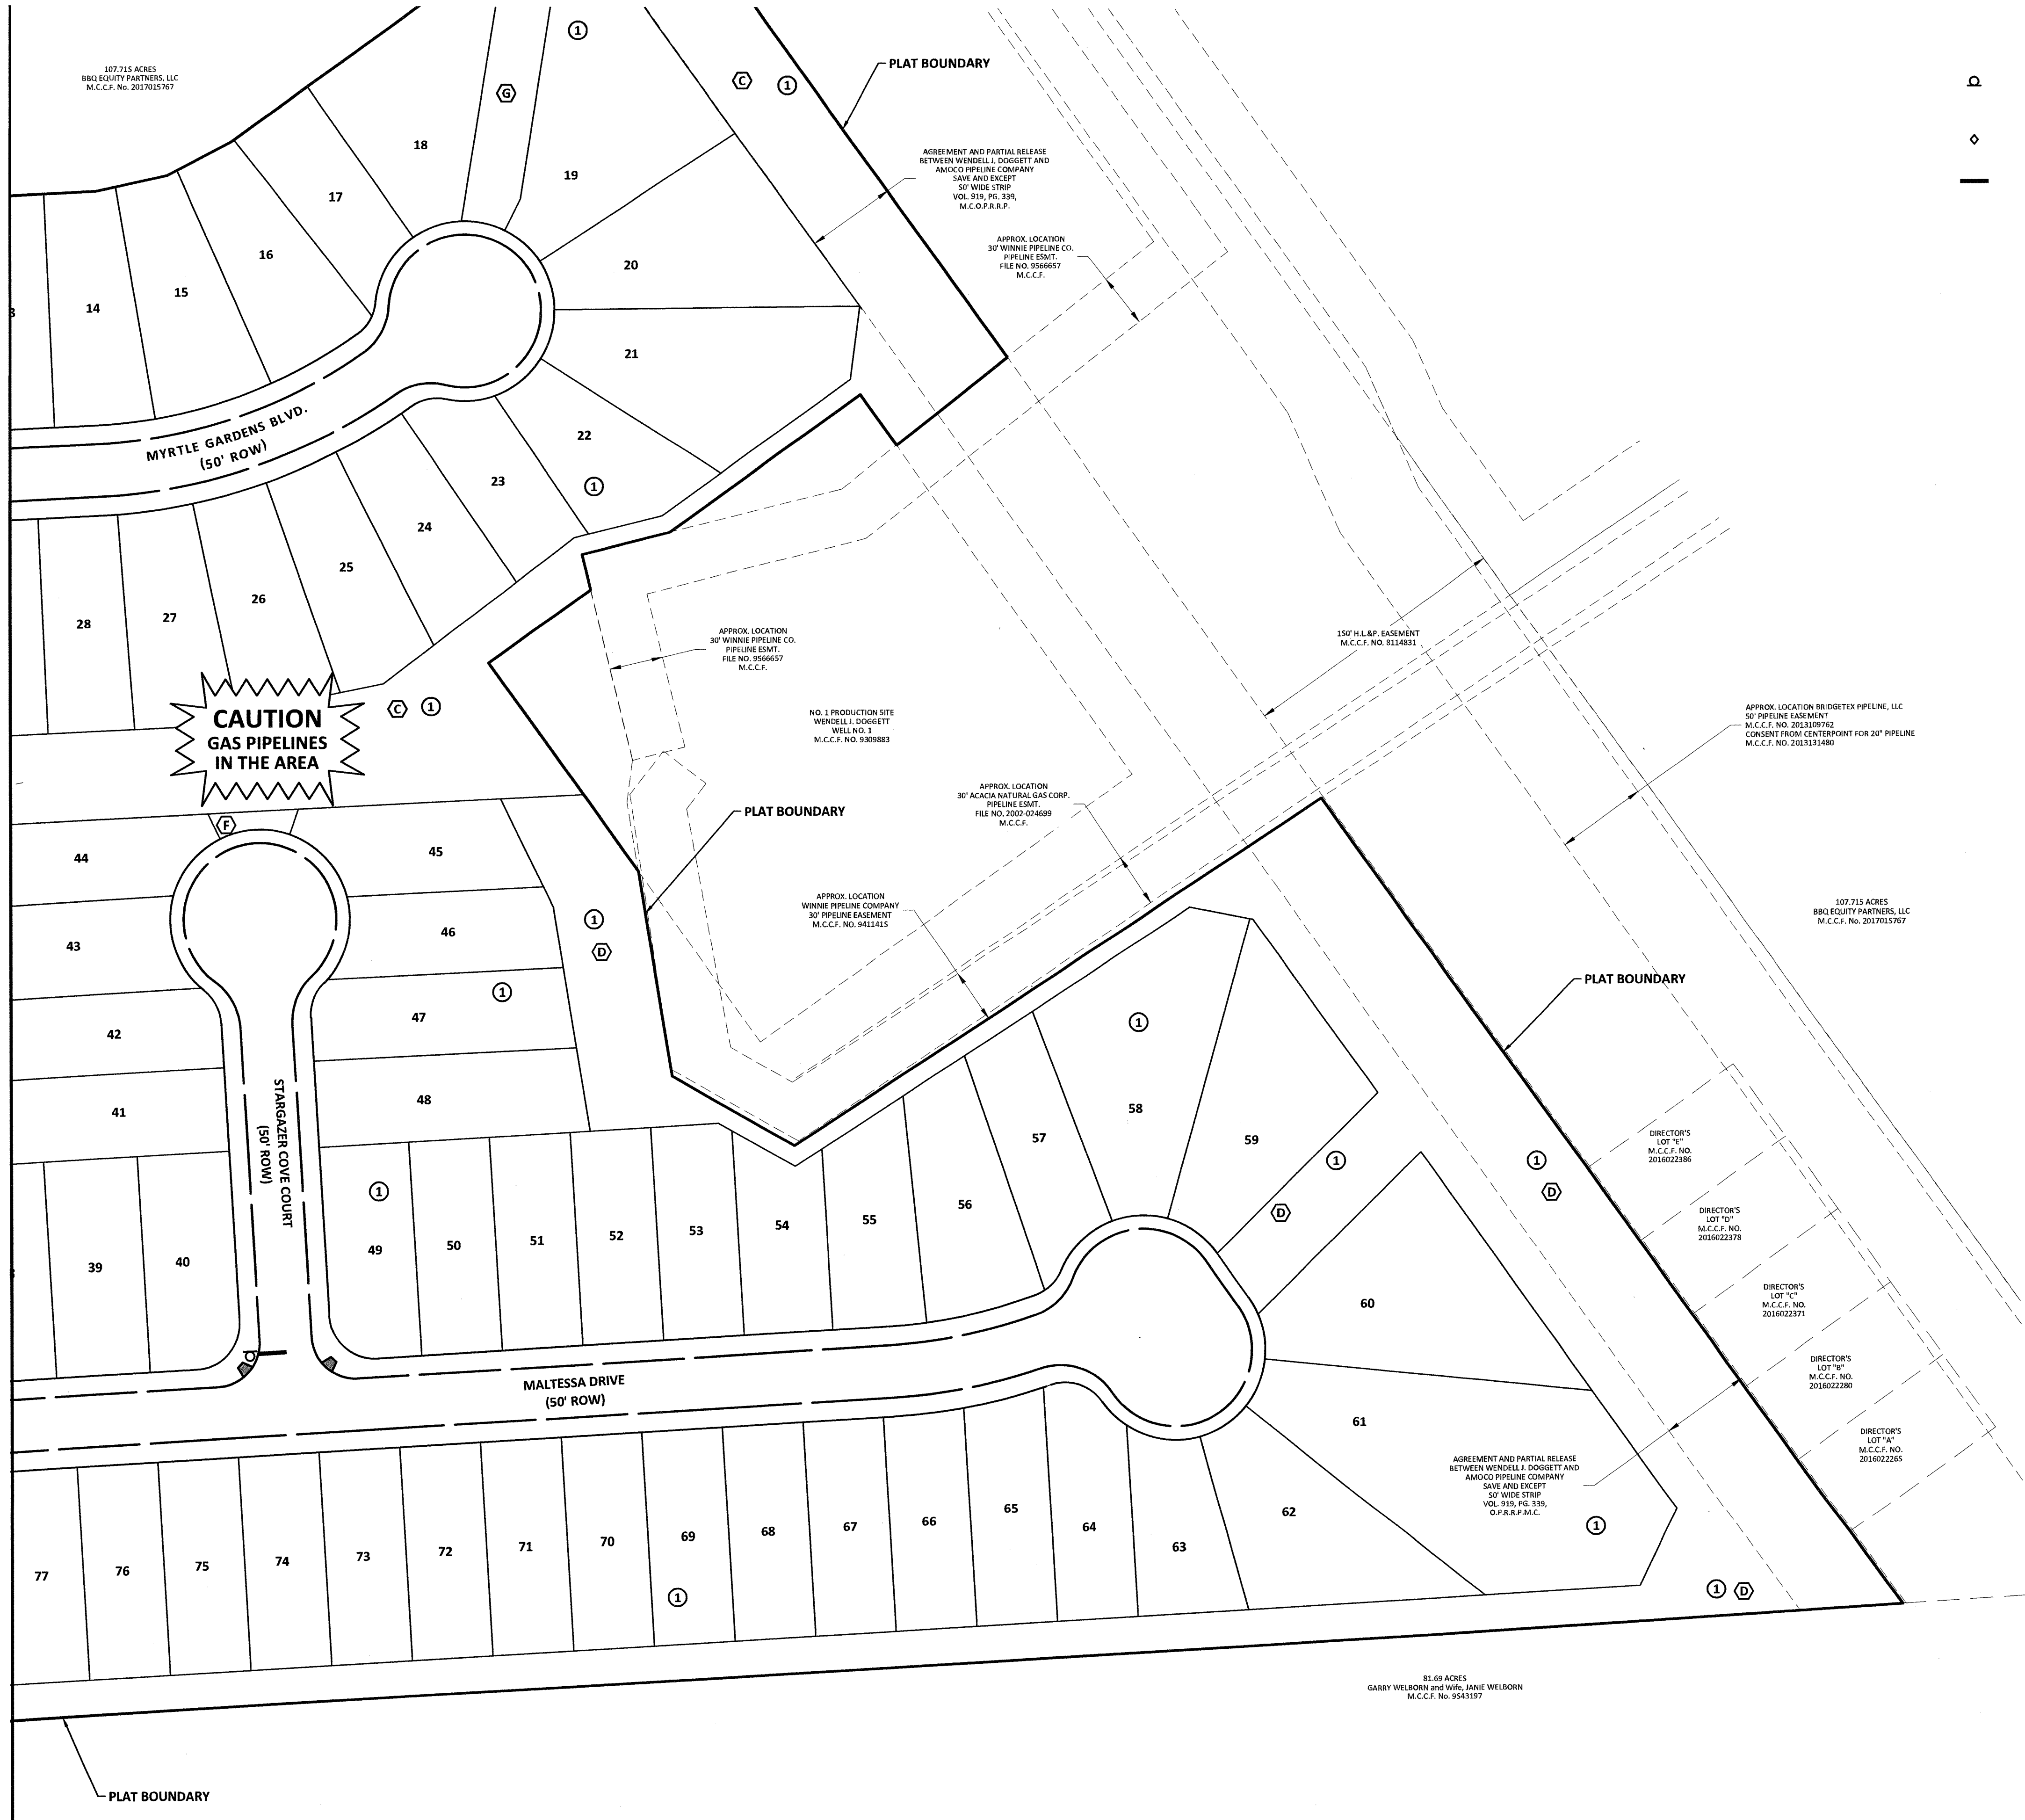 107.715 ACRES
BBQ EQUITY PARTNERS, LLC
M.C.C.F. No. 2017015767
1
G
C
1
PLAT BOUNDARY
18
19
17
16
15
14
20
21
22
1
23
24
25
26
27
28
MYRTLE GARDENS BLVD.
(50' ROW)
AGREEMENT AND PARTIAL RELEASE
BETWEEN WENDELL J. DOGGETT AND
AMOCO PIPELINE COMPANY
SAVE AND EXCEPT
50' WIDE STRIP
VOL. 919, PG. 339,
M.C.O.P.R.R.P.
APPROX. LOCATION
30' WINNIE PIPELINE CO.
PIPELINE ESMT.
FILE NO. 9566657
M.C.C.F.
APPROX. LOCATION
30' WINNIE PIPELINE CO.
PIPELINE ESMT.
FILE NO. 9566657
M.C.C.F.
150' H.L.&P. EASEMENT
M.C.C.F. NO. 8114831
CAUTION
GAS PIPELINES
IN THE AREA
C
1
NO. 1 PRODUCTION SITE
WENDELL J. DOGGETT
WELL NO. 1
M.C.C.F. NO. 9309883
APPROX. LOCATION BRIDGETEX PIPELINE, LLC
50' PIPELINE EASEMENT
M.C.C.F. NO. 2013109762
CONSENT FROM CENTERPOINT FOR 20" PIPELINE
M.C.C.F. NO. 2013131480
APPROX. LOCATION
30' ACACIA NATURAL GAS CORP.
PIPELINE ESMT.
FILE NO. 2002-024699
M.C.C.F.
PLAT BOUNDARY
F
44
45
APPROX. LOCATION
WINNIE PIPELINE COMPANY
30' PIPELINE EASEMENT
M.C.C.F. NO. 9411415
107.715 ACRES
BBQ EQUITY PARTNERS, LLC
M.C.C.F. No. 2017015767
43
46
1
D
PLAT BOUNDARY
42
1
47
1
41
48
58
57
59
STARGAZER COVE COURT
(50' ROW)
1
1
D
1
D
DIRECTOR'S
LOT "E"
M.C.C.F. NO.
2016022386
DIRECTOR'S
LOT "D"
M.C.C.F. NO.
2016022378
DIRECTOR'S
LOT "C"
M.C.C.F. NO.
2016022371
DIRECTOR'S
LOT "B"
M.C.C.F. NO.
2016022280
DIRECTOR'S
LOT "A"
M.C.C.F. NO.
2016022265
39
40
49
50
51
52
53
54
55
56
60
MALTESSA DRIVE
(50' ROW)
61
AGREEMENT AND PARTIAL RELEASE
BETWEEN WENDELL J. DOGGETT AND
AMOCO PIPELINE COMPANY
SAVE AND EXCEPT
50' WIDE STRIP
VOL. 919, PG. 339,
O.P.R.R.P.M.C.
1
77
76
75
74
73
72
71
70
69
68
67
66
65
64
63
62
1
1
D
81.69 ACRES
GARRY WELBORN and Wife, JANIE WELBORN
M.C.C.F. No. 9543197
PLAT BOUNDARY